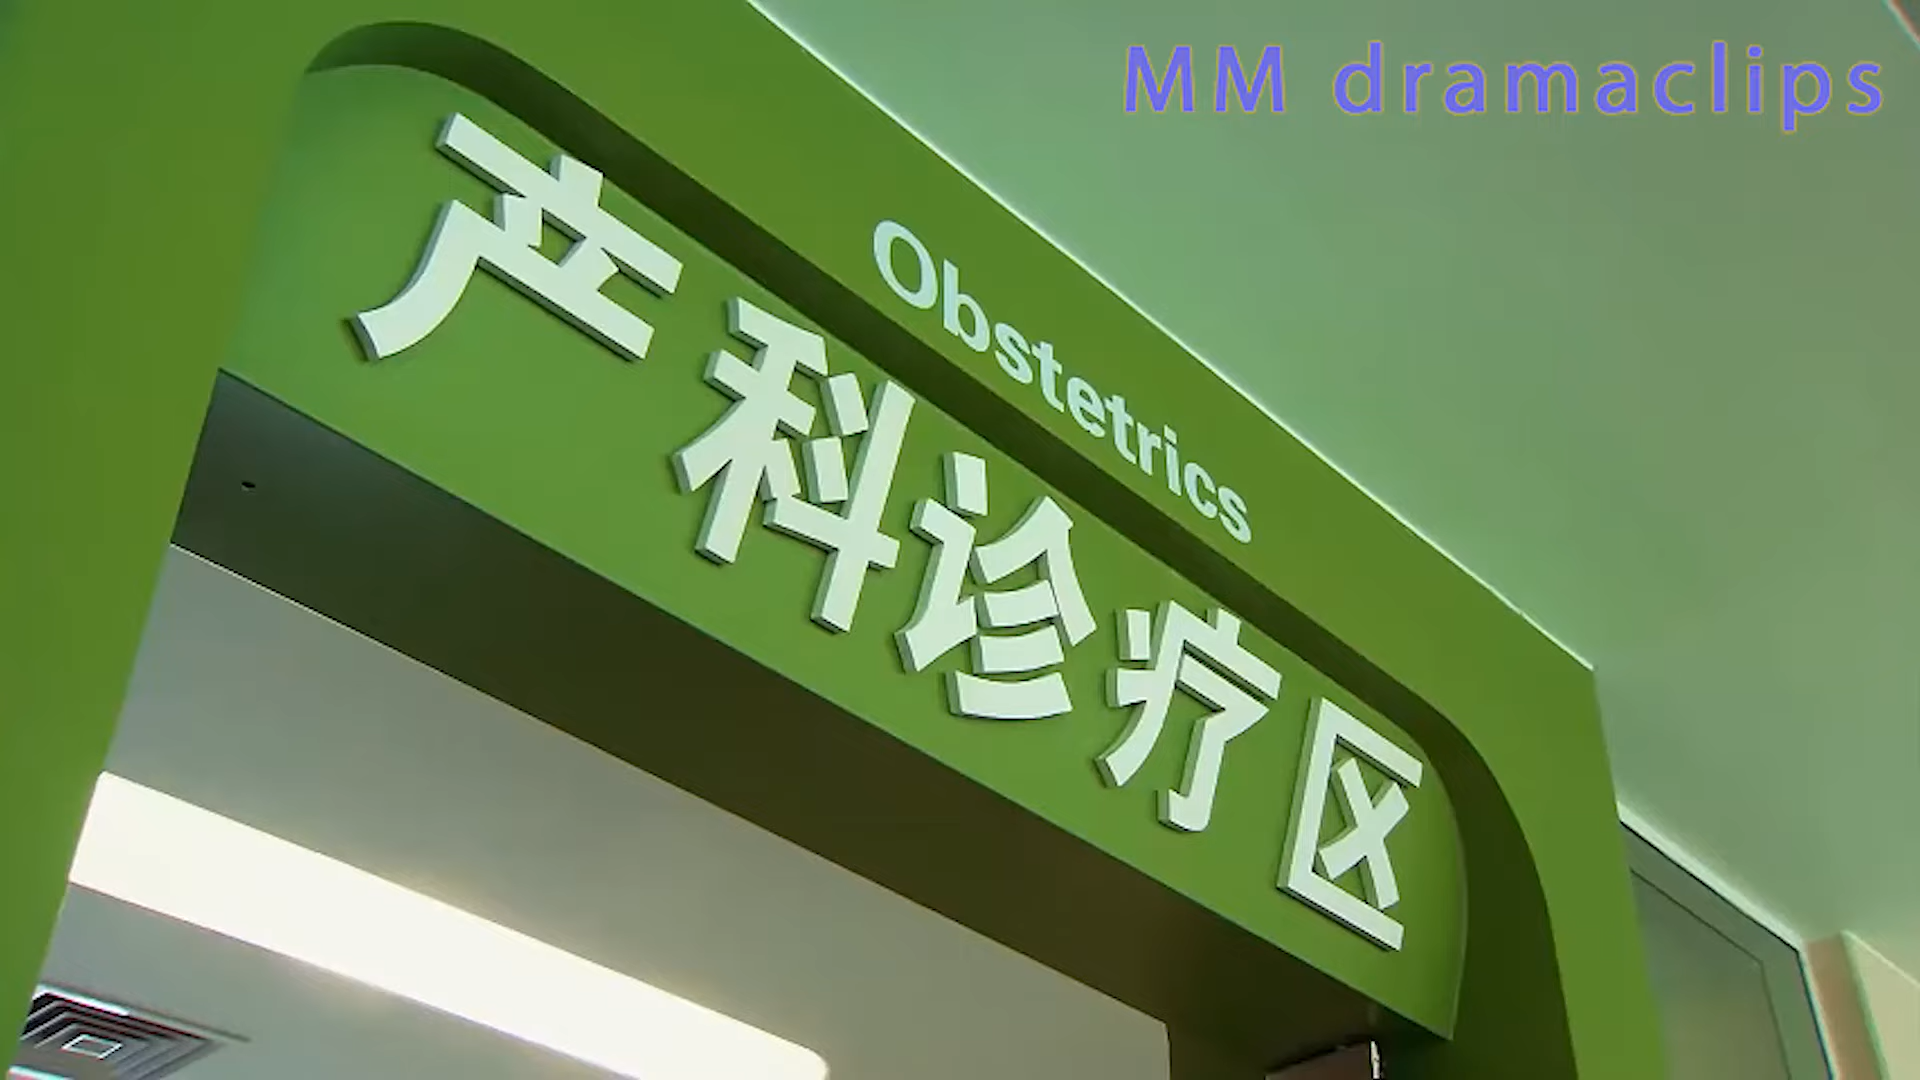 MM dramaclips
Obstetrics
产科诊疗区